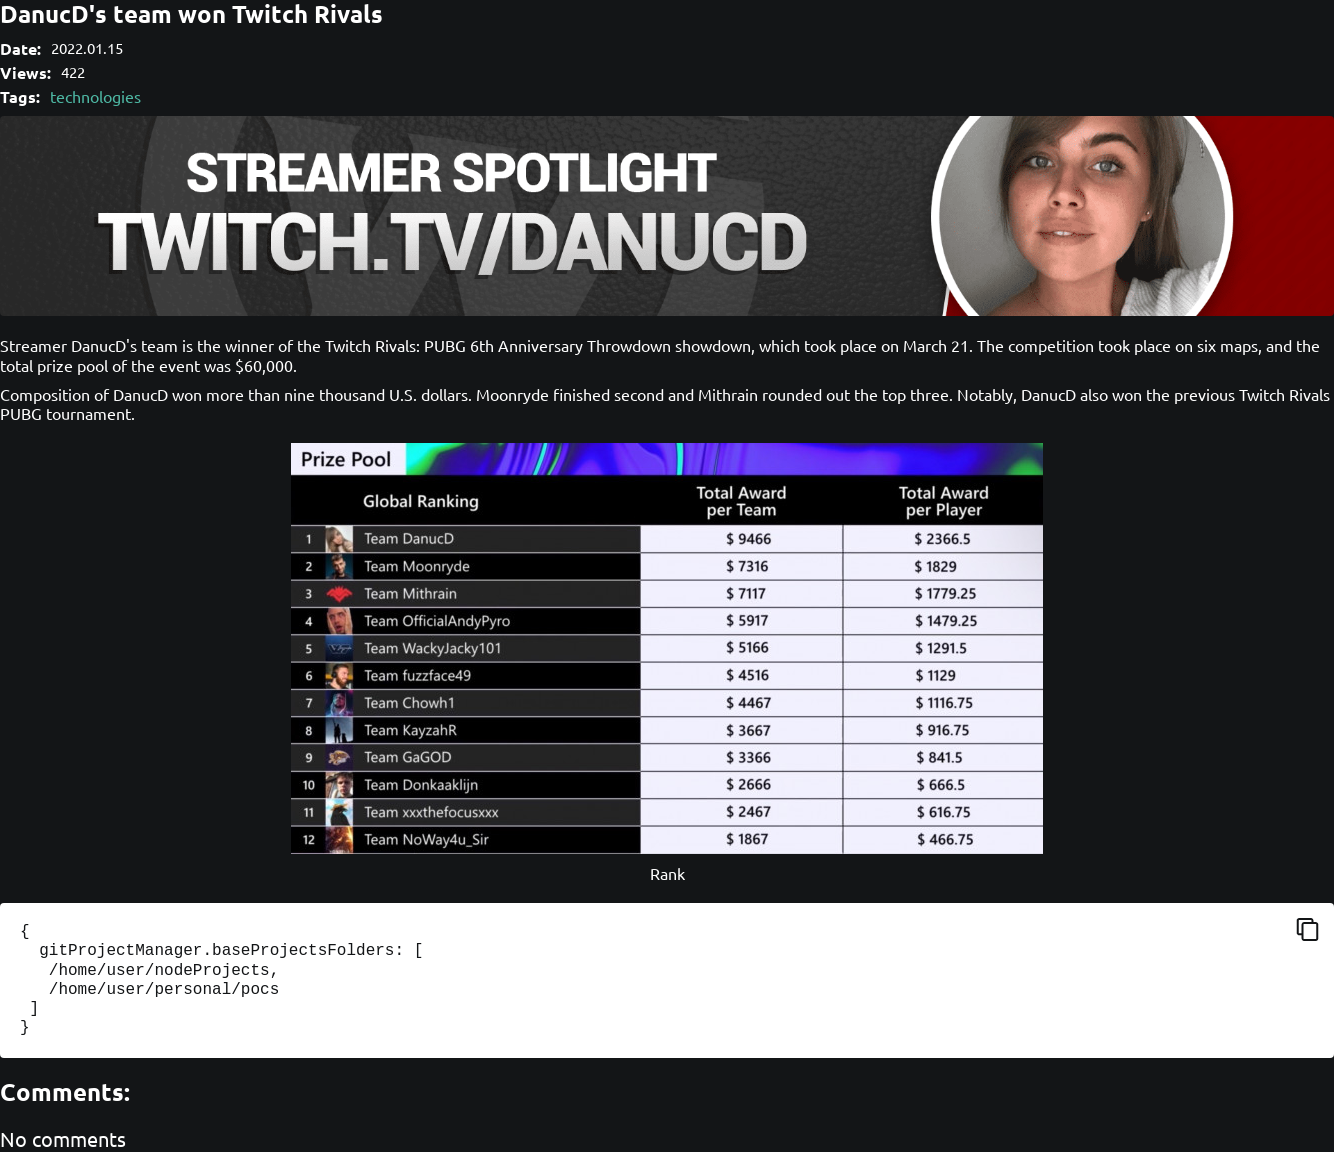 DanucD's team won Twitch Rivals
Date: 2022.01.15
Views: 422
Tags: technologies
STREAMER SPOTLIGHT
TWITCH.TV/DANUCD
Streamer DanucD's team is the winner of the Twitch Rivals: PUBG 6th Anniversary Throwdown showdown, which took place on March 21. The competition took place on six maps, and the
total prize pool of the event was $60,000.
Composition of DanucD won more than nine thousand U.S. dollars. Moonryde finished second and Mithrain rounded out the top three. Notably, DanucD also won the previous Twitch Rivals
PUBG tournament.
Prize Pool
Global Ranking Total Award per Team Total Award per Player
1 Team DanucD $ 9466 $ 2366.5
2 Team Moonryde $ 7316 $ 1829
3 Team Mithrain $ 7117 $ 1779.25
4 Team OfficialAndyPyro $ 5917 $ 1479.25
5 Team WackyJacky101 $ 5166 $ 1291.5
6 Team fuzzface49 $ 4516 $ 1129
7 Team Chowh1 $ 4467 $ 1116.75
8 Team KayzahR $ 3667 $ 916.75
9 Team GaGOD $ 3366 $ 841.5
10 Team Donkaaklijn $ 2666 $ 666.5
11 Team xxxthefocusxxx $ 2467 $ 616.75
12 Team NoWay4u_Sir $ 1867 $ 466.75
Rank
{
  gitProjectManager.baseProjectsFolders: [
   /home/user/nodeProjects,
   /home/user/personal/pocs
 ]
}
Comments:
No comments